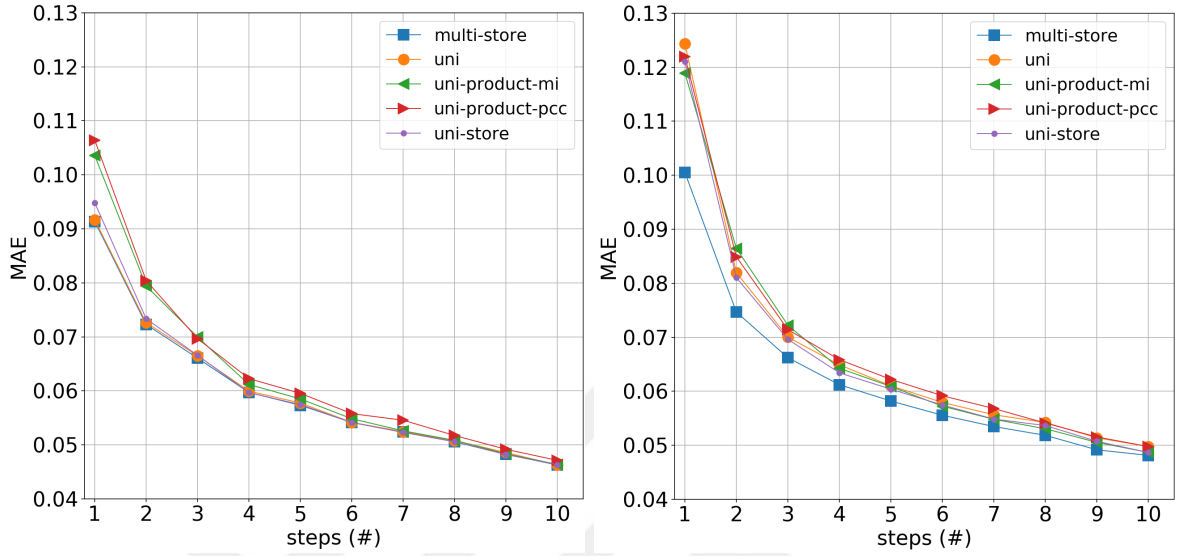 0.13
0.12
0.11
0.10
0.09
0.08
0.07
0.06
0.05
0.04
MAE
1 2 3 4 5 6 7 8 9 10
steps (#)
multi-store
uni
uni-product-mi
uni-product-pcc
uni-store
0.13
0.12
0.11
0.10
0.09
0.08
0.07
0.06
0.05
0.04
MAE
1 2 3 4 5 6 7 8 9 10
steps (#)
multi-store
uni
uni-product-mi
uni-product-pcc
uni-store